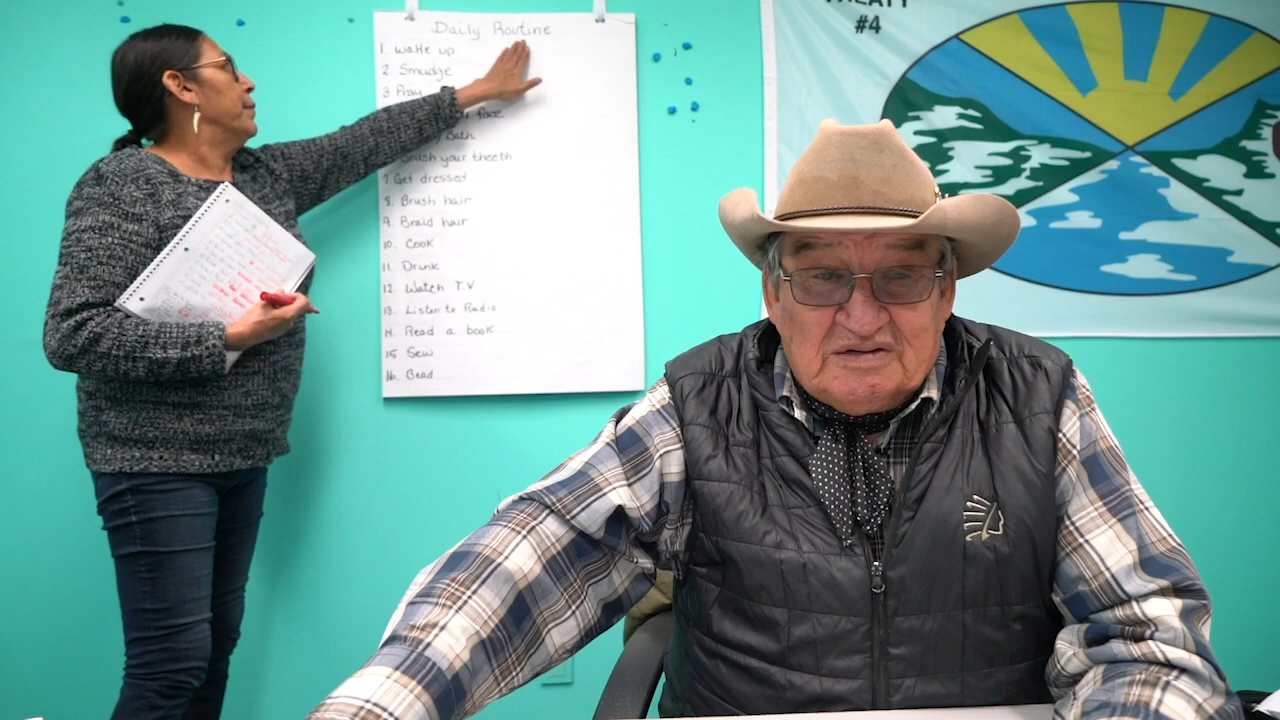 Daily Routine
1. Wake up
2. Smudge
3 Pray
face
Bath
Brush your theeth
7 Get dressed
8. Brush hair
9. Braid hair
10. Cook
11. Drink
12. Watch T.V
13. Listen to Radio
14. Read a book
15 Sew
16. Bead
TREATY
#4